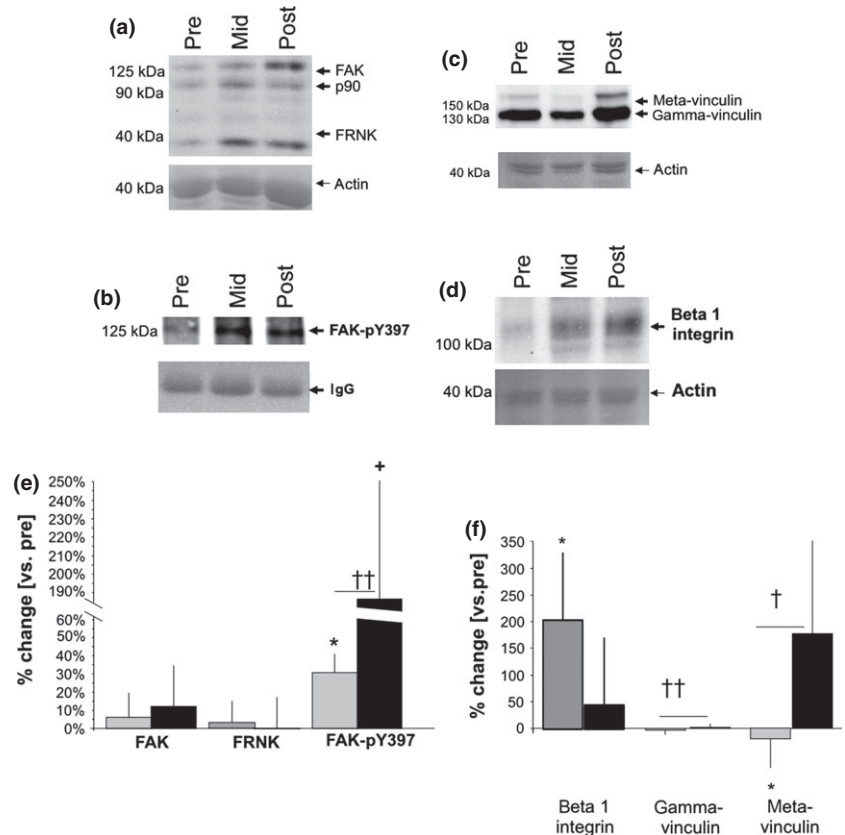 (a)
Pre Mid Post
125 kDa
90 kDa
40 kDa
FAK
p90
FRNK
40 kDa
Actin
(c)
Pre Mid Post
150 kDa
130 kDa
Meta-vinculin
Gamma-vinculin
40 kDa
Actin
(b)
Pre Mid Post
125 kDa
FAK-pY397
IgG
(d)
Pre Mid Post
100 kDa
Beta 1
integrin
40 kDa
Actin
(e)
% change [vs. pre]
250%
240%
230%
220%
210%
200%
190%
60%
50%
40%
30%
20%
10%
0%
+
††
*
FAK FRNK FAK-pY397
(f)
% change [vs.pre]
350
300
250
200
150
100
50
0
*
††
†
*
Beta 1
integrin
Gamma-
vinculin
Meta-
vinculin